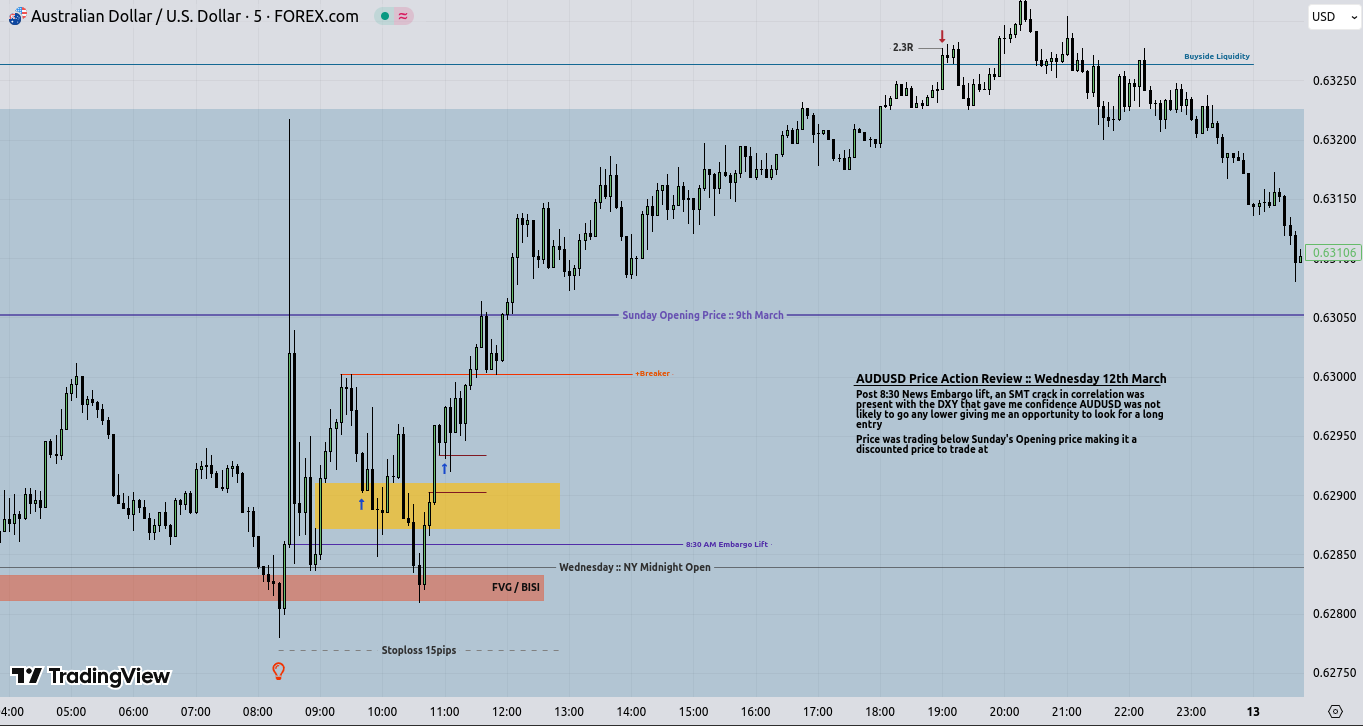 Australian Dollar / U.S. Dollar · 5 · FOREX.com
USD
2.3R
Buyside Liquidity
0.63250
0.63200
0.63150
0.63106
0.63100
Sunday Opening Price :: 9th March
0.63050
+Breaker
0.63000
AUDUSD Price Action Review :: Wednesday 12th March
Post 8:30 News Embargo lift, an SMT crack in correlation was
present with the DXY that gave me confidence AUDUSD was not
likely to go any lower giving me an opportunity to look for a long
entry
Price was trading below Sunday's Opening price making it a
discounted price to trade at
0.62950
0.62900
8:30 AM Embargo Lift
0.62850
Wednesday :: NY Midnight Open
FVG / BISI
0.62800
Stoploss 15pips
0.62750
TradingView
04:00 05:00 06:00 07:00 08:00 09:00 10:00 11:00 12:00 13:00 14:00 15:00 16:00 17:00 18:00 19:00 20:00 21:00 22:00 23:00 13